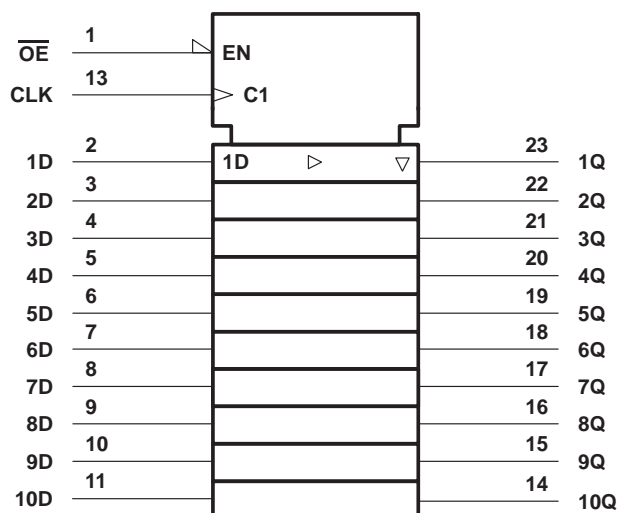 OE 1 EN
CLK 13 C1
1D 2 1D 23 1Q
2D 3 22 2Q
3D 4 21 3Q
4D 5 20 4Q
5D 6 19 5Q
6D 7 18 6Q
7D 8 17 7Q
8D 9 16 8Q
9D 10 15 9Q
10D 11 14 10Q